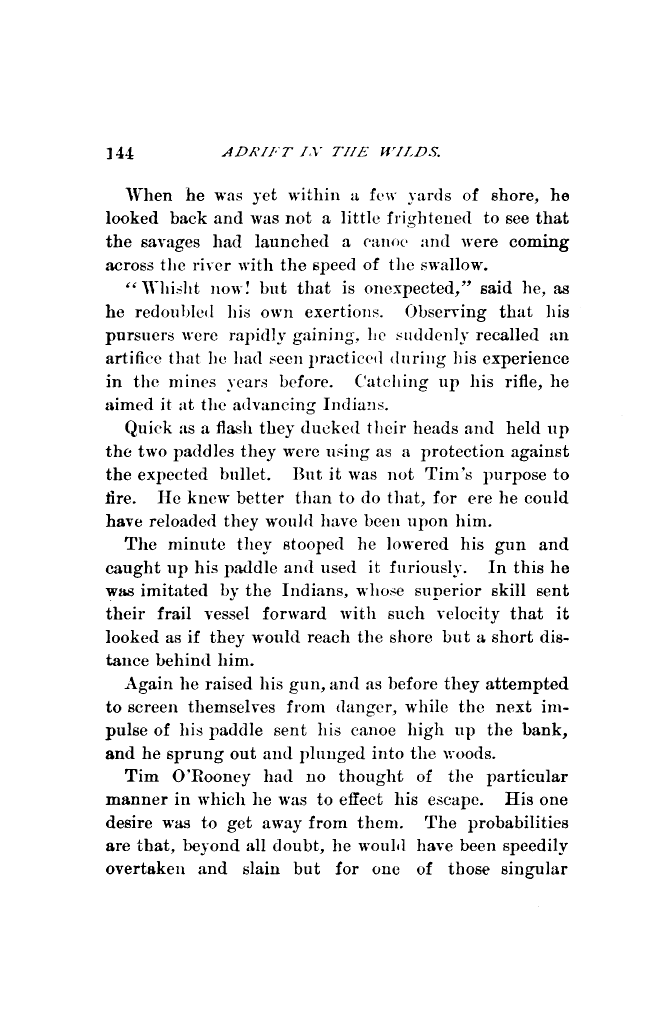 144 ADRIFT IN THE WILDS.
When he was yet within a few yards of shore, he
looked back and was not a little frightened to see that
the savages had launched a canoe and were coming
across the river with the speed of the swallow.
“Whisht now! but that is onexpected,” said he, as
he redoubled his own exertions. Observing that his
pursuers were rapidly gaining, he suddenly recalled an
artifice that he had seen practiced during his experience
in the mines years before. Catching up his rifle, he
aimed it at the advancing Indians.
Quick as a flash they ducked their heads and held up
the two paddles they were using as a protection against
the expected bullet. But it was not Tim's purpose to
fire. He knew better than to do that, for ere he could
have reloaded they would have been upon him.
The minute they stooped he lowered his gun and
caught up his paddle and used it furiously. In this he
was imitated by the Indians, whose superior skill sent
their frail vessel forward with such velocity that it
looked as if they would reach the shore but a short dis-
tance behind him.
Again he raised his gun, and as before they attempted
to screen themselves from danger, while the next im-
pulse of his paddle sent his canoe high up the bank,
and he sprung out and plunged into the woods.
Tim O'Rooney had no thought of the particular
manner in which he was to effect his escape. His one
desire was to get away from them. The probabilities
are that, beyond all doubt, he would have been speedily
overtaken and slain but for one of those singular